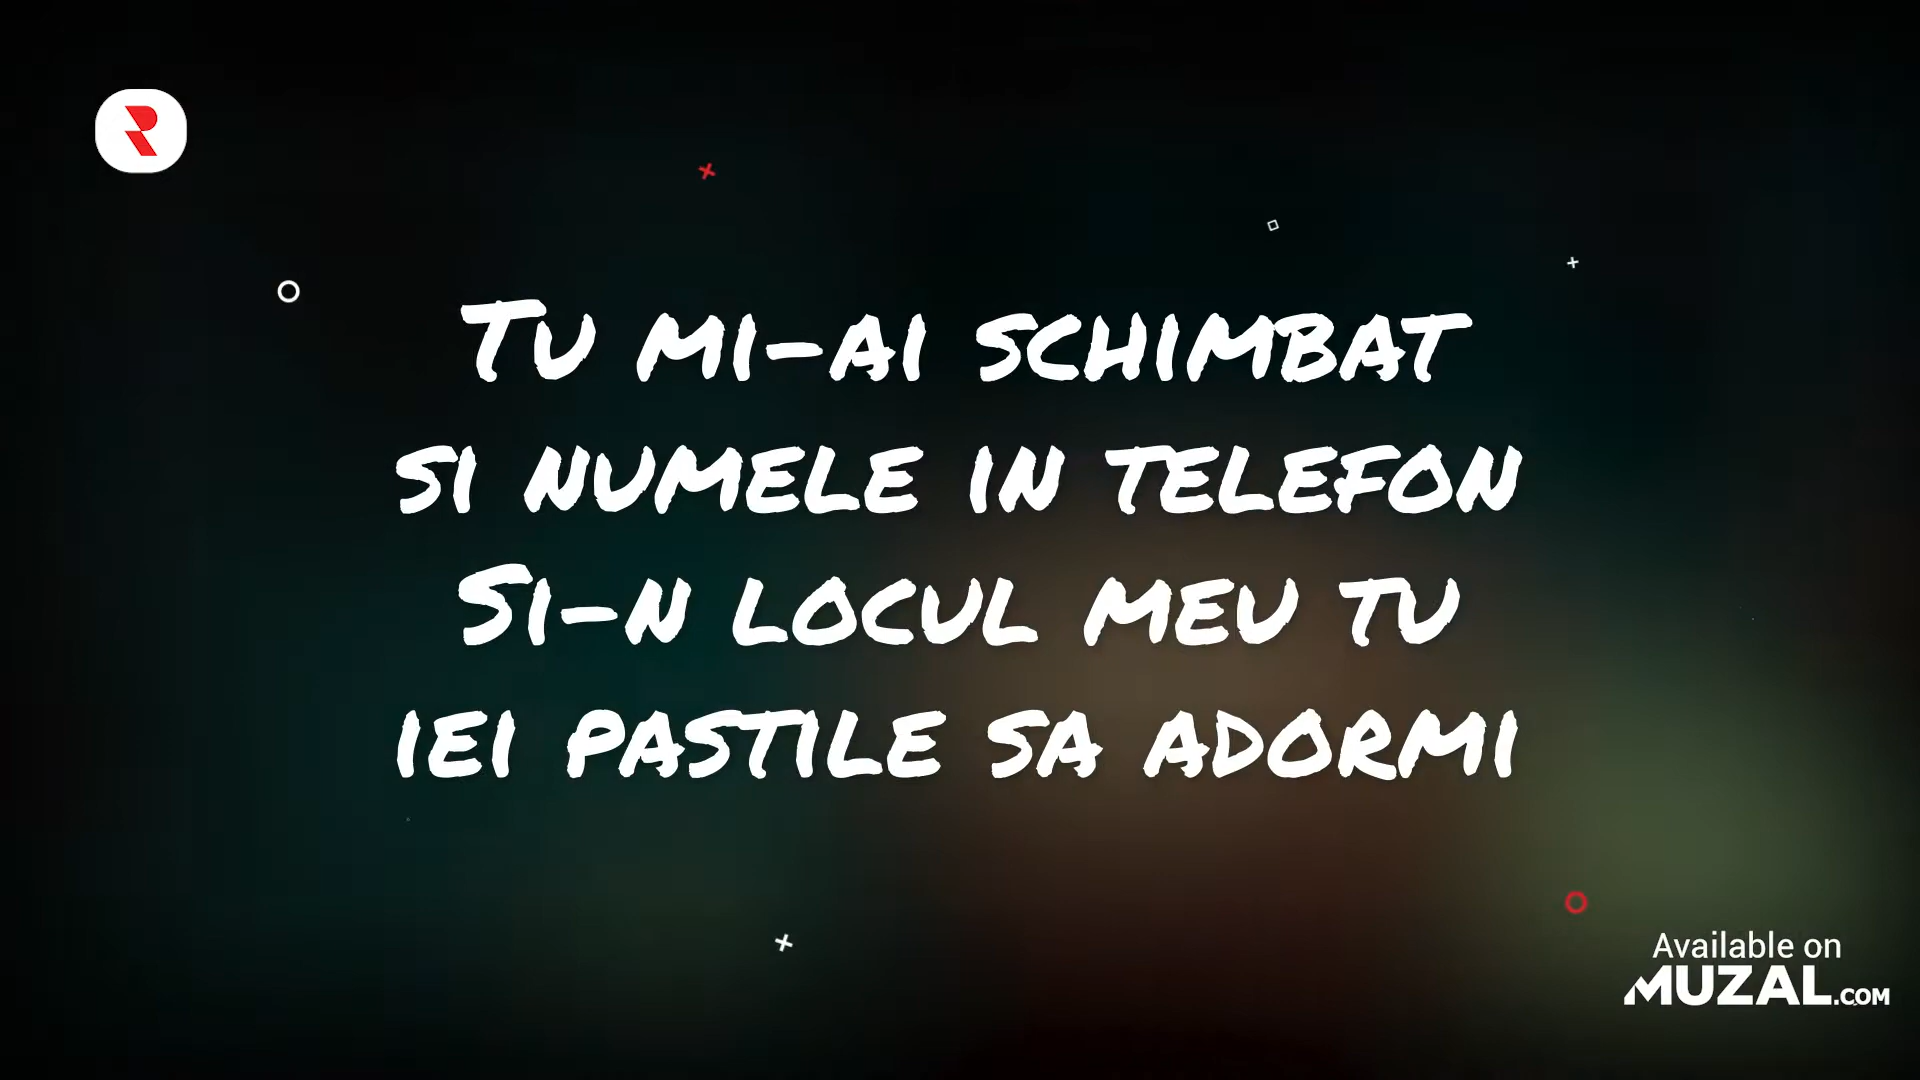 Tu mi-ai schimbat
si numele in telefon
Si-n locul meu tu
iei pastile sa adormi
Available on
MUZAL.COM